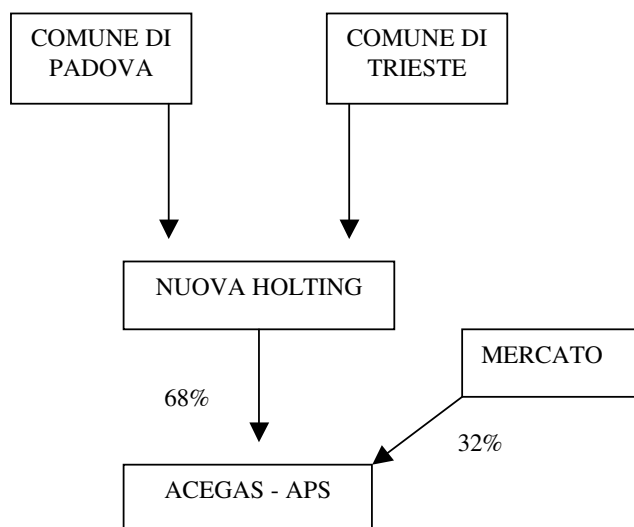 COMUNE DI
PADOVA
COMUNE DI
TRIESTE
NUOVA HOLTING
MERCATO
68%
32%
ACEGAS - APS